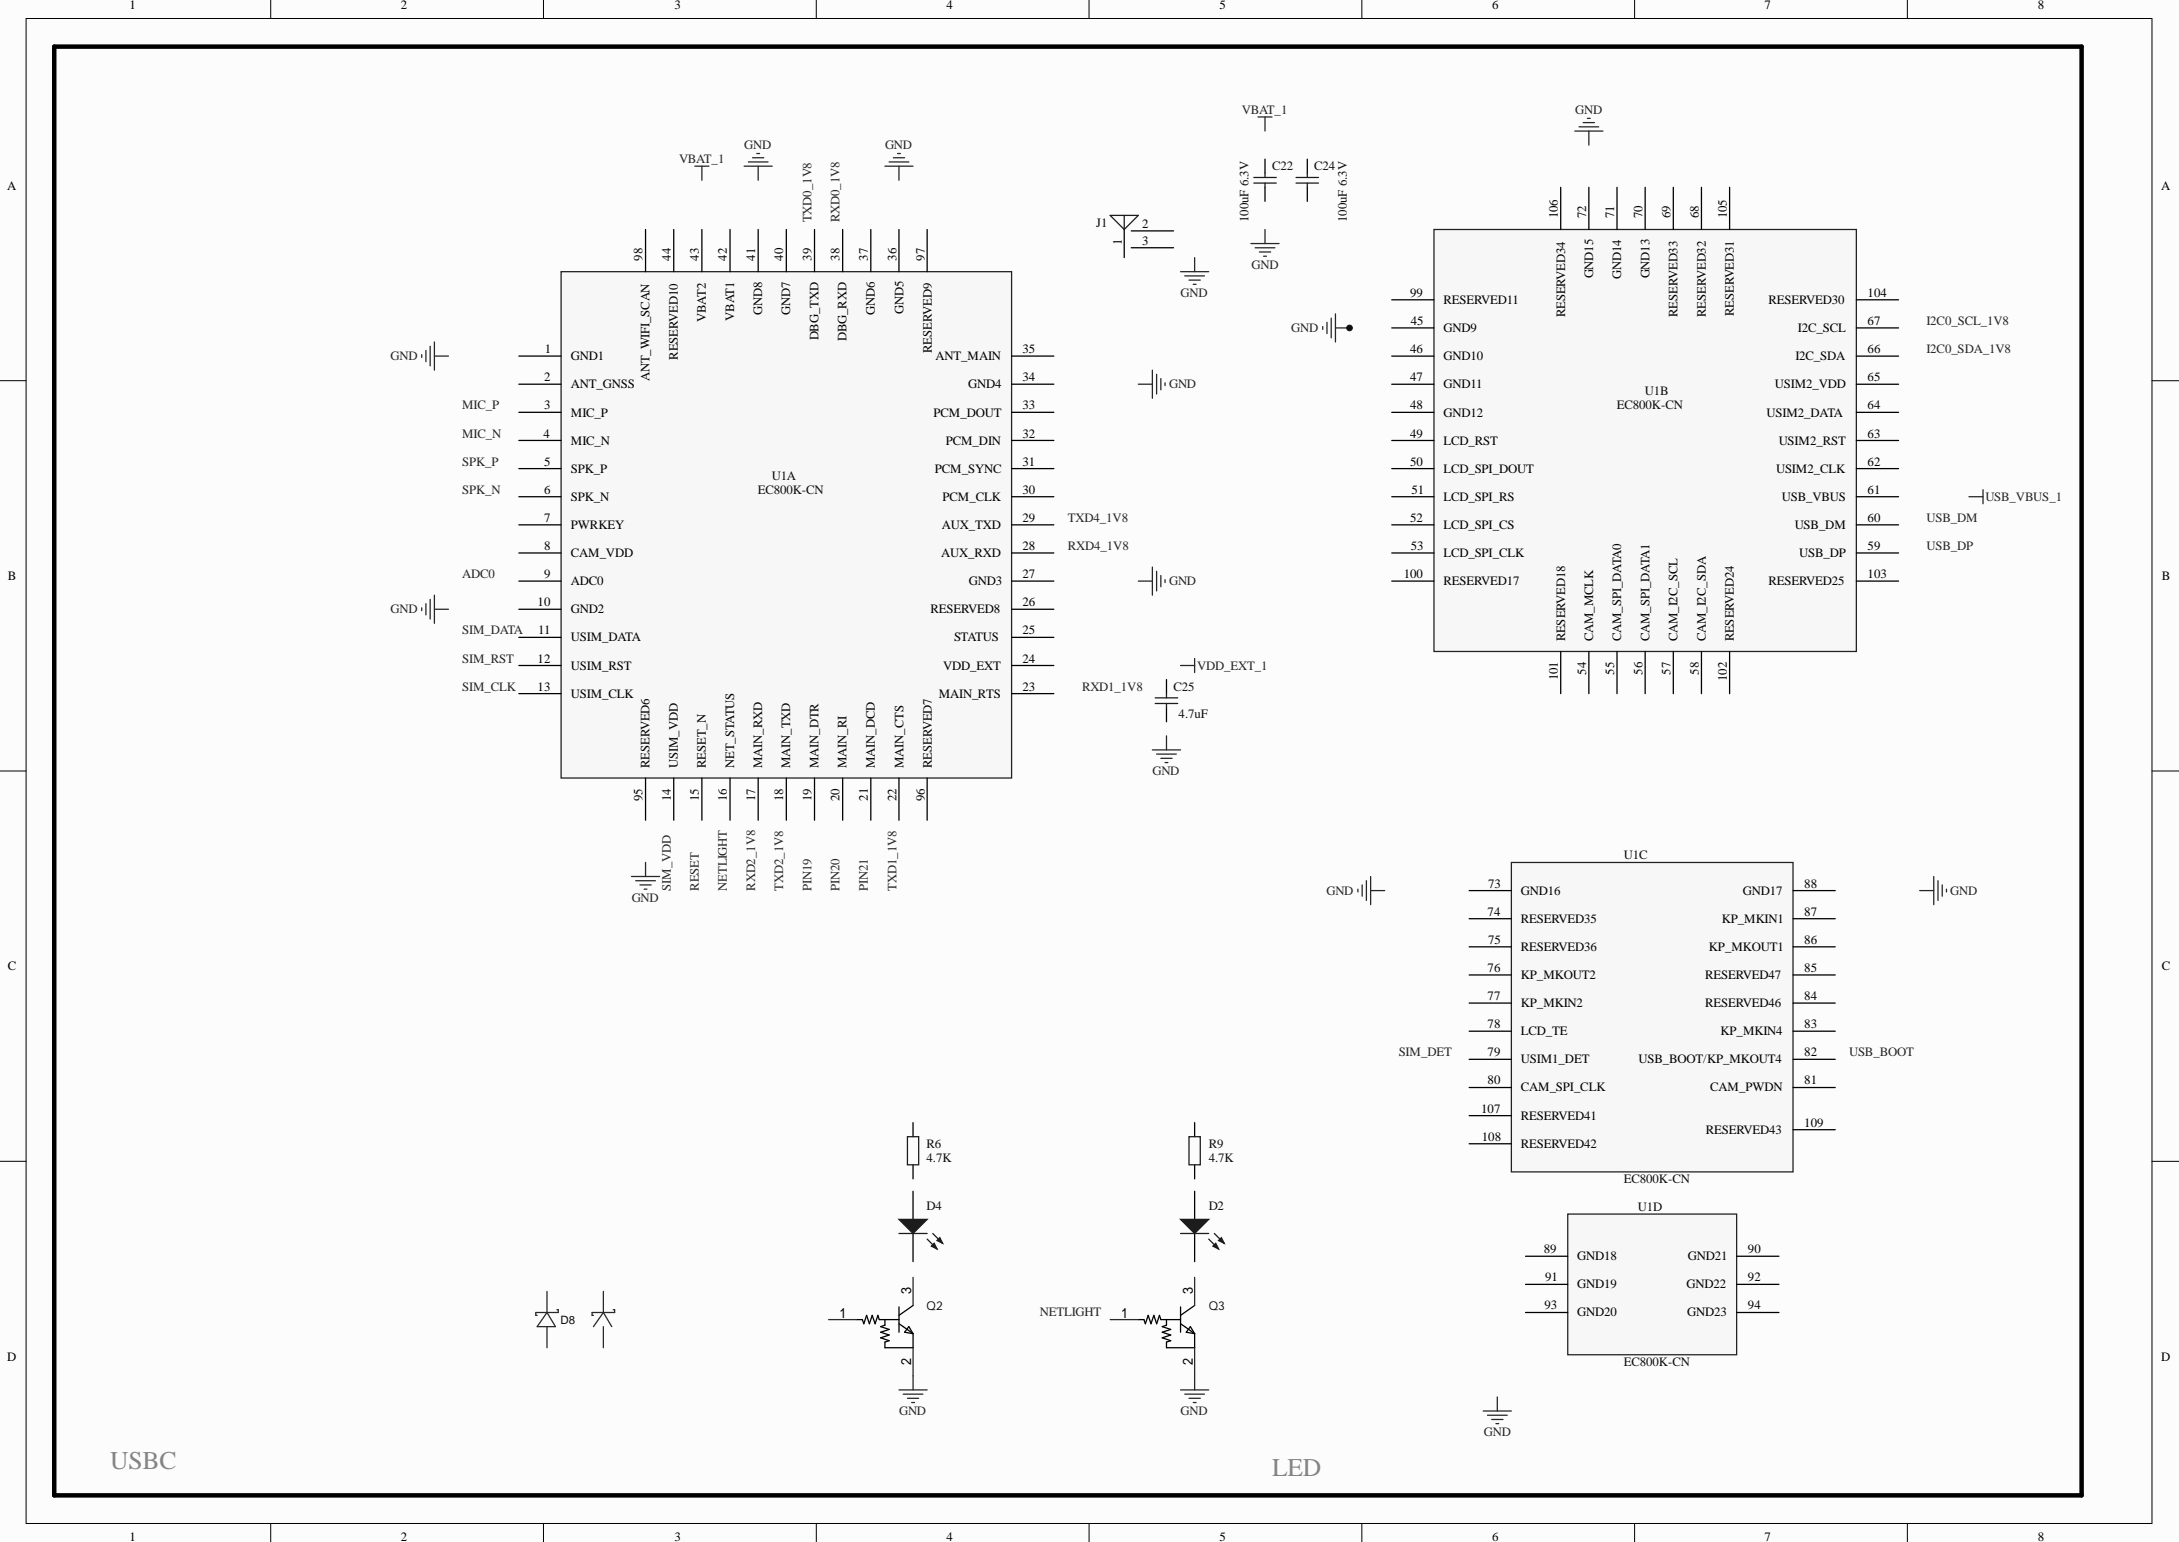 1 2 3 4 5 6 7 8
A A
B B
C C
D D
VBAT_1
GND
TXD0_1V8
RXD0_1V8
GND
98 44 43 42 41 40 39 38 37 36 97
ANT_WIFI_SCAN
RESERVED10
VBAT2
VBAT1
GND8
GND7
DBG_TXD
DBG_RXD
GND6
GND5
RESERVED9
GND 1 GND1
2 ANT_GNSS
MIC_P 3 MIC_P
MIC_N 4 MIC_N
SPK_P 5 SPK_P
SPK_N 6 SPK_N
7 PWRKEY
8 CAM_VDD
ADC0 9 ADC0
GND 10 GND2
SIM_DATA 11 USIM_DATA
SIM_RST 12 USIM_RST
SIM_CLK 13 USIM_CLK
U1A
EC800K-CN
ANT_MAIN 35
GND4 34 GND
PCM_DOUT 33
PCM_DIN 32
PCM_SYNC 31
PCM_CLK 30
AUX_TXD 29 TXD4_1V8
AUX_RXD 28 RXD4_1V8
GND3 27 GND
RESERVED8 26
STATUS 25
VDD_EXT 24 VDD_EXT_1
MAIN_RTS 23 RXD1_1V8
C25
4.7uF
GND
RESERVED6
USIM_VDD
RESET_N
NET_STATUS
MAIN_RXD
MAIN_TXD
MAIN_DTR
MAIN_RI
MAIN_DCD
MAIN_CTS
RESERVED7
95 14 15 16 17 18 19 20 21 22 96
GND
SIM_VDD
RESET
NETLIGHT
RXD2_1V8
TXD2_1V8
PIN19
PIN20
PIN21
TXD1_1V8
J1
1
2
3
GND
VBAT_1
C22
100uF 6.3V
C24
100uF 6.3V
GND
GND
106 72 71 70 69 68 105
RESERVED34
GND15
GND14
GND13
RESERVED33
RESERVED32
RESERVED31
99 RESERVED11
GND 45 GND9
46 GND10
47 GND11
48 GND12
49 LCD_RST
50 LCD_SPI_DOUT
51 LCD_SPI_RS
52 LCD_SPI_CS
53 LCD_SPI_CLK
100 RESERVED17
U1B
EC800K-CN
RESERVED30 104
I2C_SCL 67 I2C0_SCL_1V8
I2C_SDA 66 I2C0_SDA_1V8
USIM2_VDD 65
USIM2_DATA 64
USIM2_RST 63
USIM2_CLK 62
USB_VBUS 61 USB_VBUS_1
USB_DM 60 USB_DM
USB_DP 59 USB_DP
RESERVED25 103
RESERVED18
CAM_MCLK
CAM_SPI_DATA0
CAM_SPI_DATA1
CAM_I2C_SCL
CAM_I2C_SDA
RESERVED24
101 54 55 56 57 58 102
U1C
GND 73 GND16
74 RESERVED35
75 RESERVED36
76 KP_MKOUT2
77 KP_MKIN2
78 LCD_TE
SIM_DET 79 USIM1_DET
80 CAM_SPI_CLK
107 RESERVED41
108 RESERVED42
GND17 88 GND
KP_MKIN1 87
KP_MKOUT1 86
RESERVED47 85
RESERVED46 84
KP_MKIN4 83
USB_BOOT/KP_MKOUT4 82 USB_BOOT
CAM_PWDN 81
RESERVED43 109
EC800K-CN
U1D
89 GND18 GND21 90
91 GND19 GND22 92
93 GND20 GND23 94
EC800K-CN
GND
R6
4.7K
D4
3
Q2
1
2
GND
R9
4.7K
D2
3
Q3
NETLIGHT 1
2
GND
D8
USBC
LED
1 2 3 4 5 6 7 8